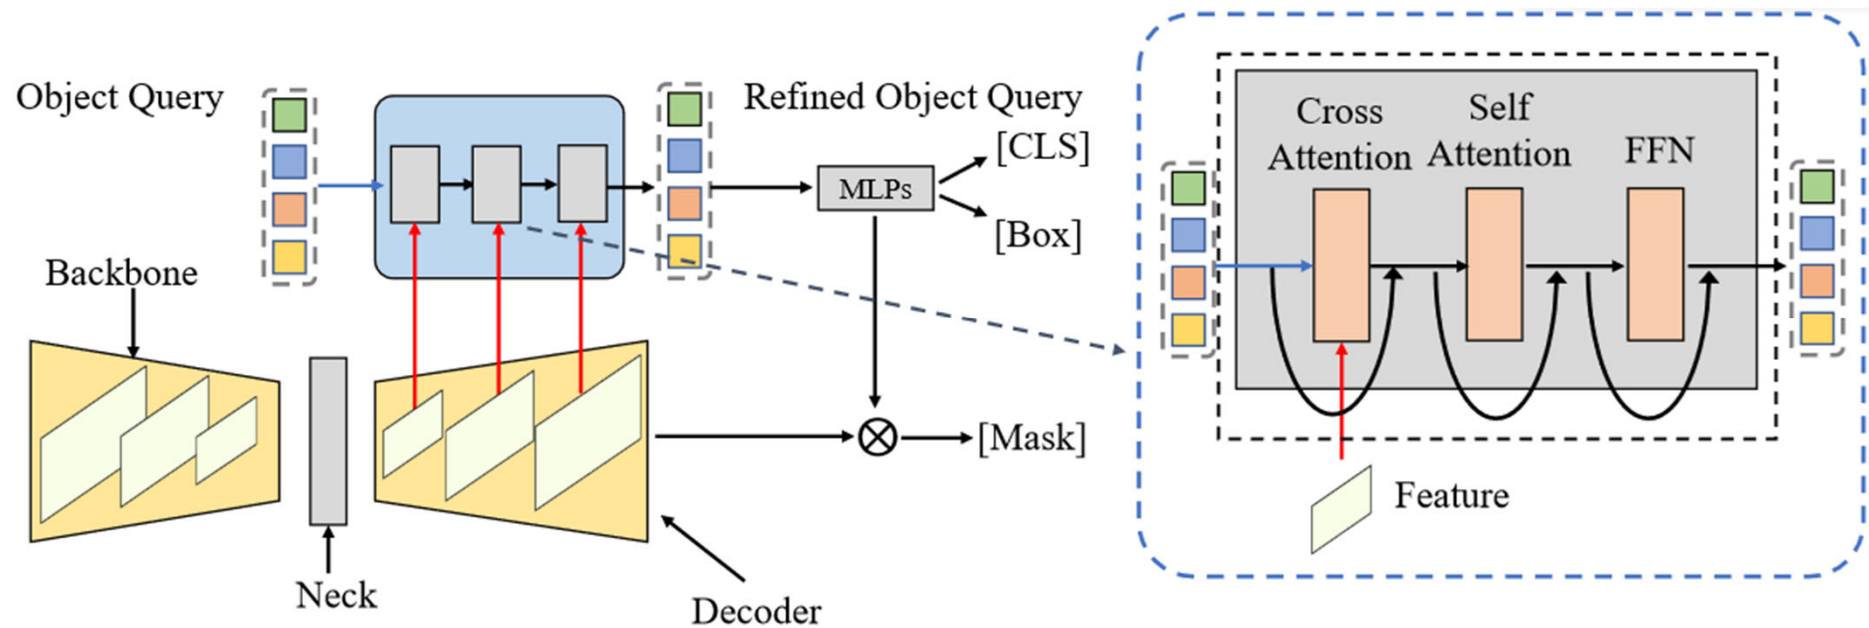 Object Query
Refined Object Query
[CLS]
MLPs
[Box]
Backbone
[Mask]
Neck
Decoder
Cross
Attention
Self
Attention
FFN
Feature